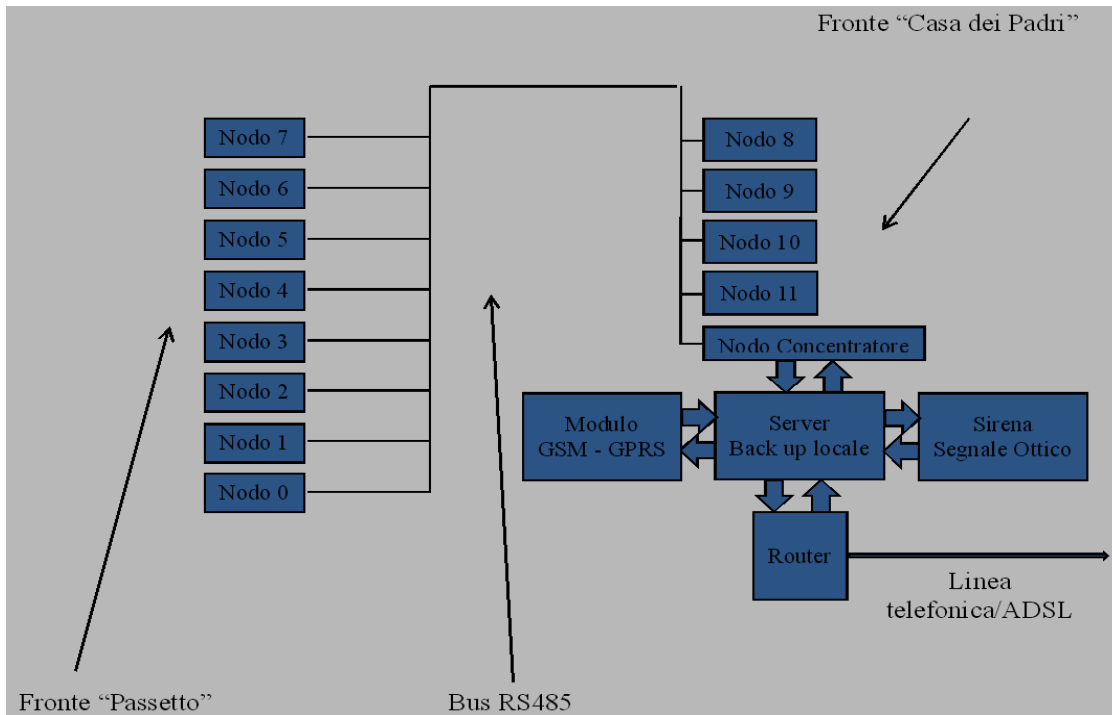 Fronte “Casa dei Padri”
Nodo 7
Nodo 6
Nodo 5
Nodo 4
Nodo 3
Nodo 2
Nodo 1
Nodo 0
Nodo 8
Nodo 9
Nodo 10
Nodo 11
Nodo Concentratore
Modulo
GSM - GPRS
Server
Back up locale
Sirena
Segnale Ottico
Router
Linea
telefonica/ADSL
Fronte “Passetto”
Bus RS485